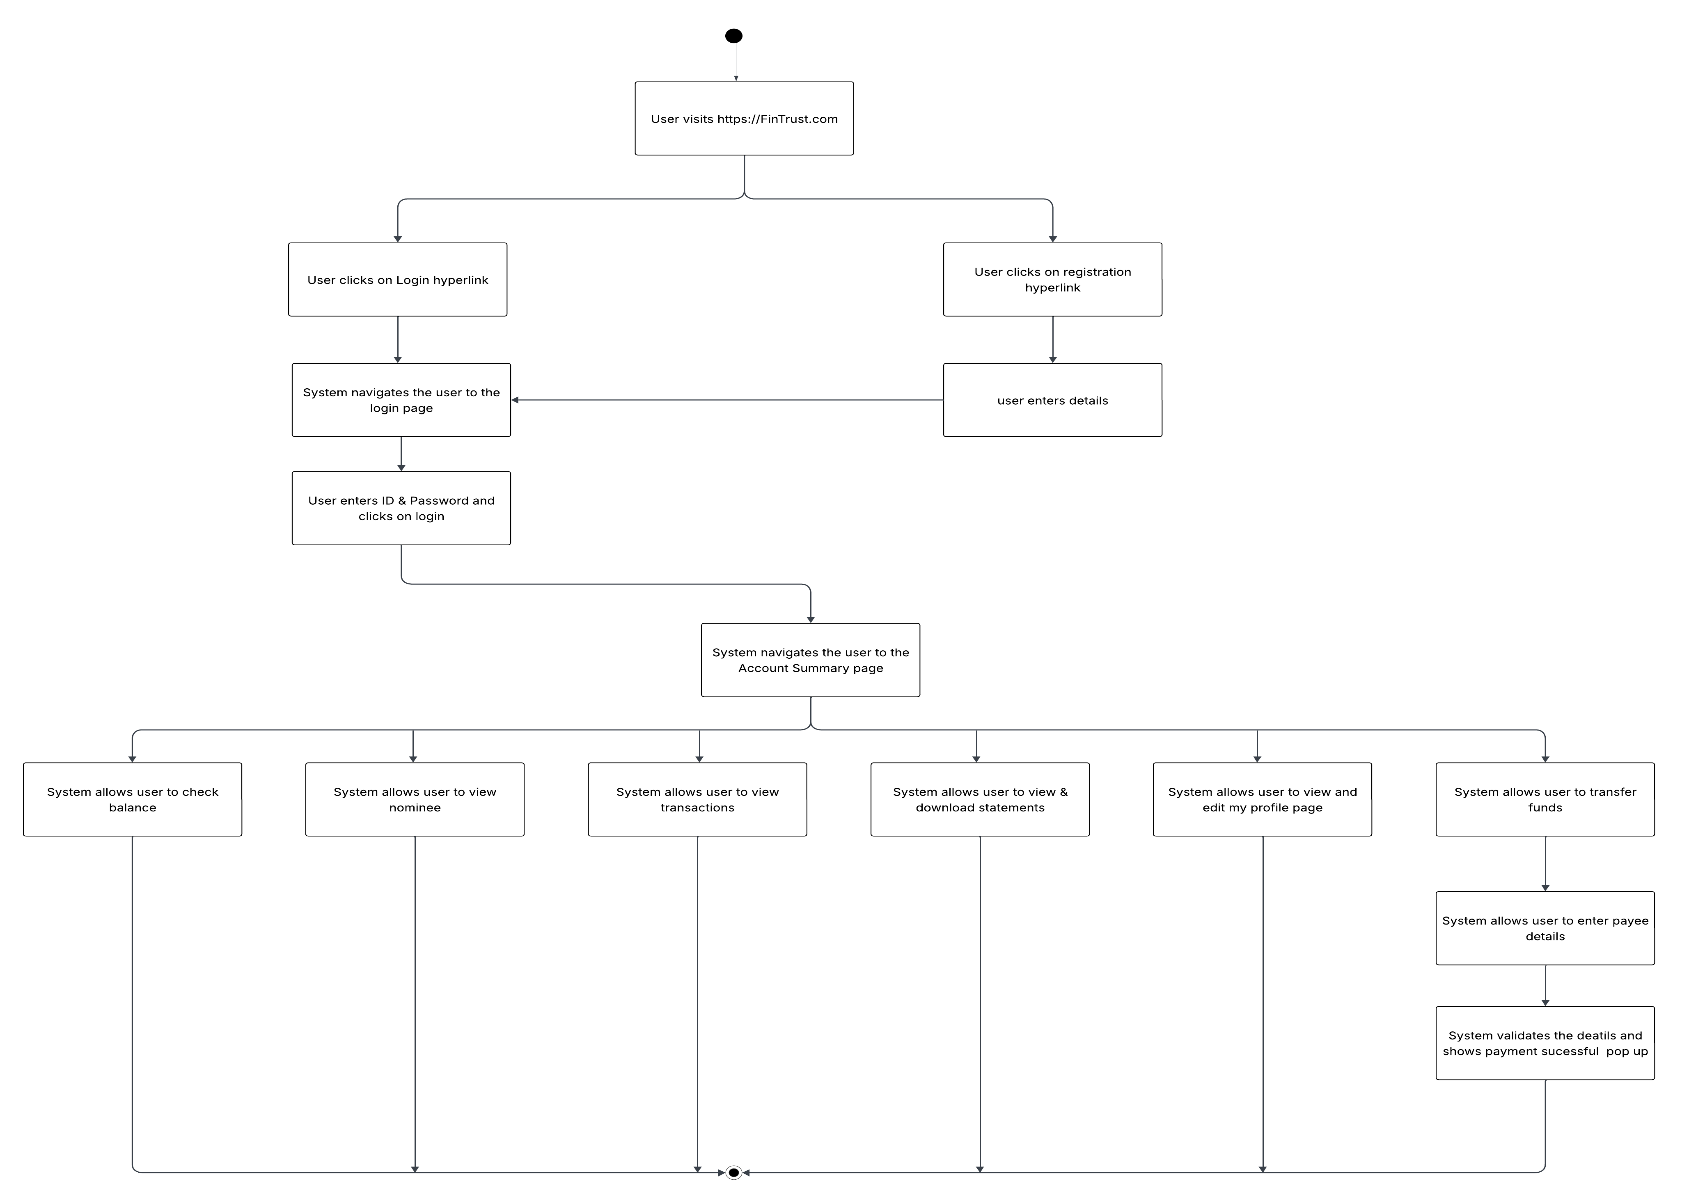 User visits https://FinTrust.com
User clicks on Login hyperlink
User clicks on registration
hyperlink
System navigates the user to the
login page
user enters details
User enters ID & Password and
clicks on login
System navigates the user to the
Account Summary page
System allows user to check
balance
System allows user to view
nominee
System allows user to view
transactions
System allows user to view &
download statements
System allows user to view and
edit my profile page
System allows user to transfer
funds
System allows user to enter payee
details
System validates the deatils and
shows payment sucessful  pop up